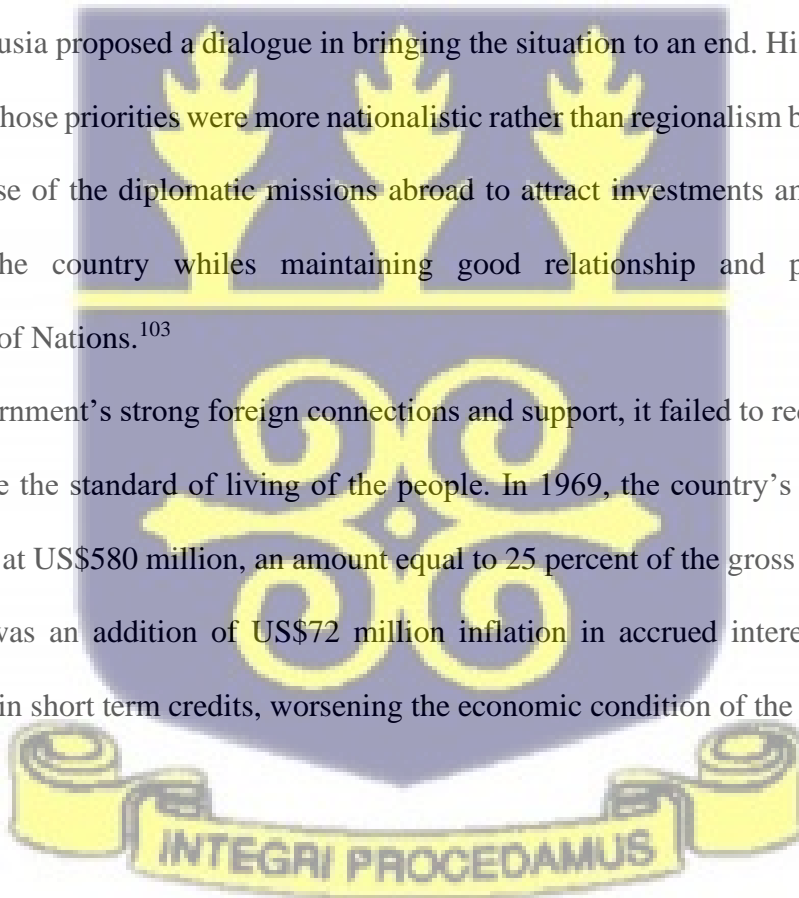 usia proposed a dialogue in bringing the situation to an end. Hi
hose priorities were more nationalistic rather than regionalism b
se of the diplomatic missions abroad to attract investments an
he country whiles maintaining good relationship and p
of Nations.103
ernment's strong foreign connections and support, it failed to rec
e the standard of living of the people. In 1969, the country's
at US$580 million, an amount equal to 25 percent of the gross
was an addition of US$72 million inflation in accrued intere
in short term credits, worsening the economic condition of the
INTEGRI PROCEDAMUS